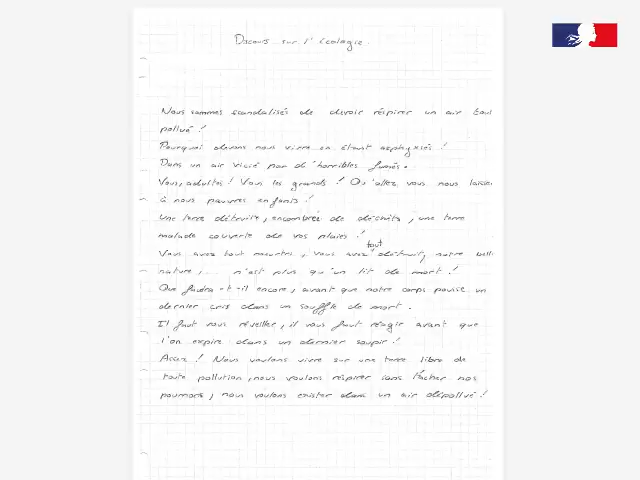 Discours sur l'écologie.
Nous sommes scandalisés de devoir réspirer un air tout
pollué !
Pourquoi devons nous vivre en étant asphyxiés !
Dans un air vicié par d'horribles fumés.
Vous, adultes ! Vous les grands ! Qu'allez vous nous laisser
à nous pauvres enfants !
Une terre détruite, encombrée de déchets, une terre
malade couverte de vos plaies !
Vous avez tout meurtri, vous avez tout détruit, notre belle
nature, ... n'est plus qu'un lit de mort !
Que faudra-t-il encore, avant que notre corps pousse un
dernier cris dans un souffle de mort.
Il faut nous réveiller, il vous faut réagir avant que
l'on expire dans un dernier soupir !
Assez ! Nous voulons vivre sur une terre libre de
toute pollution, nous voulons réspirer sans tâcher nos
poumons, nous voulons exister dans un air dépollué !